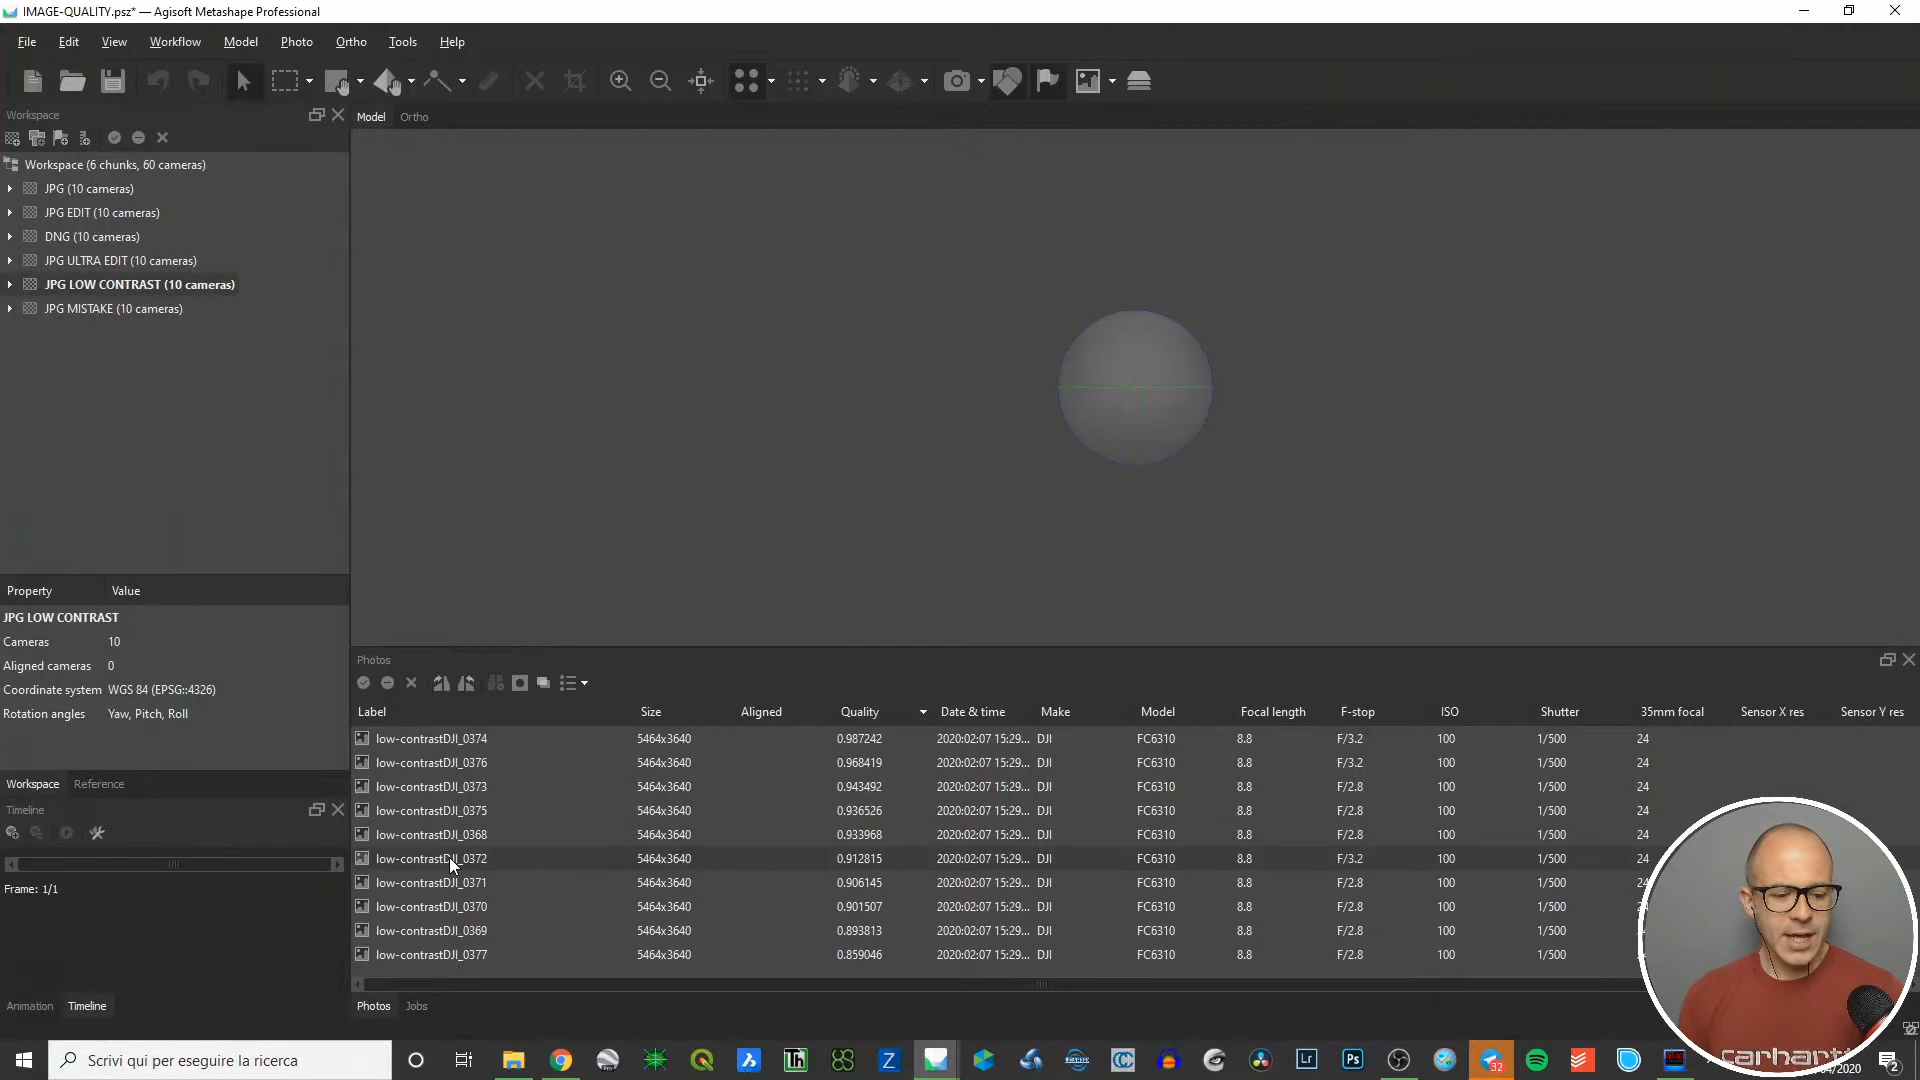 IMAGE-QUALITY.psz* — Agisoft Metashape Professional
File Edit View Workflow Model Photo Ortho Tools Help
Workspace
Model Ortho
Workspace (6 chunks, 60 cameras)
JPG (10 cameras)
JPG EDIT (10 cameras)
DNG (10 cameras)
JPG ULTRA EDIT (10 cameras)
JPG LOW CONTRAST (10 cameras)
JPG MISTAKE (10 cameras)
Property Value
JPG LOW CONTRAST
Cameras 10
Aligned cameras 0
Coordinate system WGS 84 (EPSG::4326)
Rotation angles Yaw, Pitch, Roll
Workspace Reference
Timeline
Frame: 1/1
Animation Timeline
Photos
Label Size Aligned Quality Date & time Make Model Focal length F-stop ISO Shutter 35mm focal Sensor X res Sensor Y res
low-contrastDJI_0374 5464x3640 0.987242 2020:02:07 15:29... DJI FC6310 8.8 F/3.2 100 1/500 24
low-contrastDJI_0376 5464x3640 0.968419 2020:02:07 15:29... DJI FC6310 8.8 F/3.2 100 1/500 24
low-contrastDJI_0373 5464x3640 0.943492 2020:02:07 15:29... DJI FC6310 8.8 F/2.8 100 1/500 24
low-contrastDJI_0375 5464x3640 0.936526 2020:02:07 15:29... DJI FC6310 8.8 F/2.8 100 1/500 24
low-contrastDJI_0368 5464x3640 0.933968 2020:02:07 15:29... DJI FC6310 8.8 F/2.8 100 1/500 24
low-contrastDJI_0372 5464x3640 0.912815 2020:02:07 15:29... DJI FC6310 8.8 F/3.2 100 1/500 24
low-contrastDJI_0371 5464x3640 0.906145 2020:02:07 15:29... DJI FC6310 8.8 F/2.8 100 1/500 24
low-contrastDJI_0370 5464x3640 0.901507 2020:02:07 15:29... DJI FC6310 8.8 F/2.8 100 1/500
low-contrastDJI_0369 5464x3640 0.893813 2020:02:07 15:29... DJI FC6310 8.8 F/2.8 100 1/500
low-contrastDJI_0377 5464x3640 0.859046 2020:02:07 15:29... DJI FC6310 8.8 F/2.8 100 1/500
Photos Jobs
Scrivi qui per eseguire la ricerca
Th Z CC Lr Ps 32 2
carhartt
04/2020